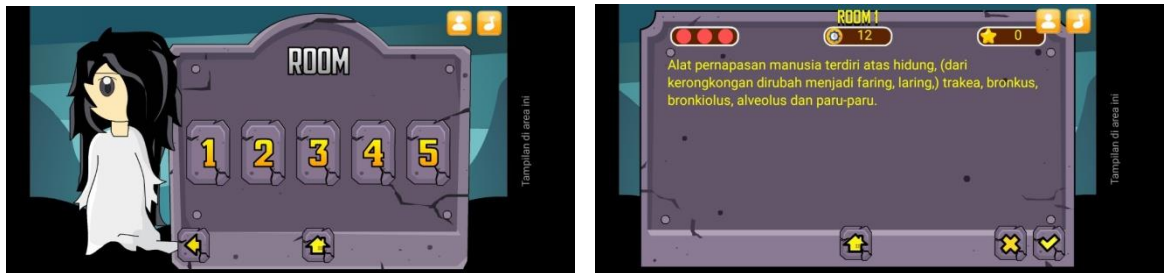 ROOM
1 2 3 4 5
Tampilan di area ini
ROOM 1
12 0
Alat pernapasan manusia terdiri atas hidung, (dari
kerongkongan dirubah menjadi faring, laring,) trakea, bronkus,
bronkiolus, alveolus dan paru-paru.
Tampilan di area ini